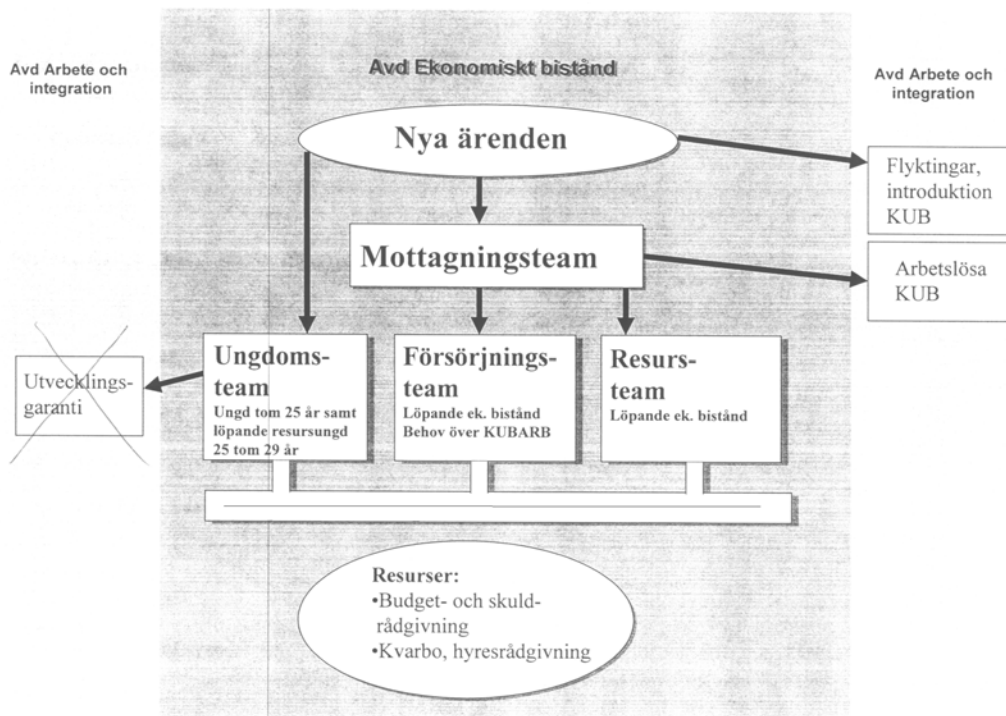 Avd Arbete och
integration
Avd Ekonomiskt bistånd
Avd Arbete och
integration
Nya ärenden
Flyktingar,
introduktion
KUB
Mottagningsteam
Arbetslösa
KUB
Utvecklings-
garanti
Ungdoms-
team
Ungd tom 25 år samt
löpande resursungd
25 tom 29 år
Försörjnings-
team
Löpande ek. bistånd
Behov över KUBARB
Resurs-
team
Löpande ek. bistånd
Resurser:
•Budget- och skuld-
rådgivning
•Kvarbo, hyresrådgivning